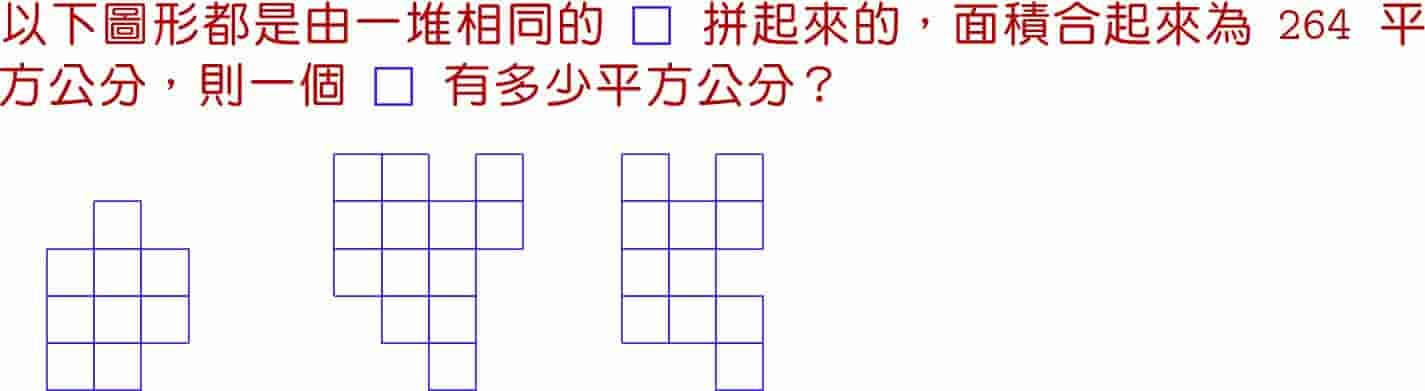 以下圖形都是由一堆相同的 □ 拼起來的，面積合起來為 264 平
方公分，則一個 □ 有多少平方公分？